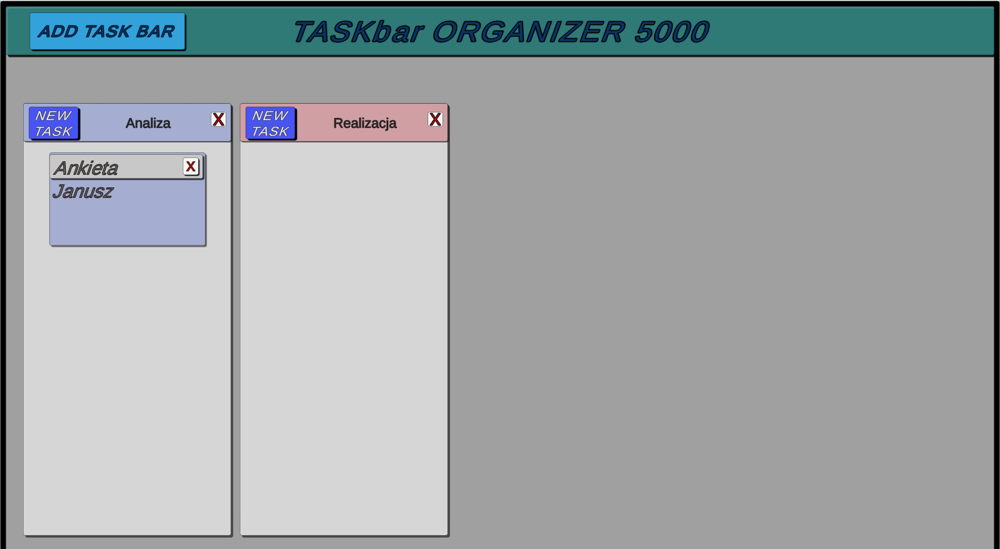 ADD TASK BAR
TASKbar ORGANIZER 5000
NEW
TASK
Analiza
X
NEW
TASK
Realizacja
X
Ankieta
X
Janusz